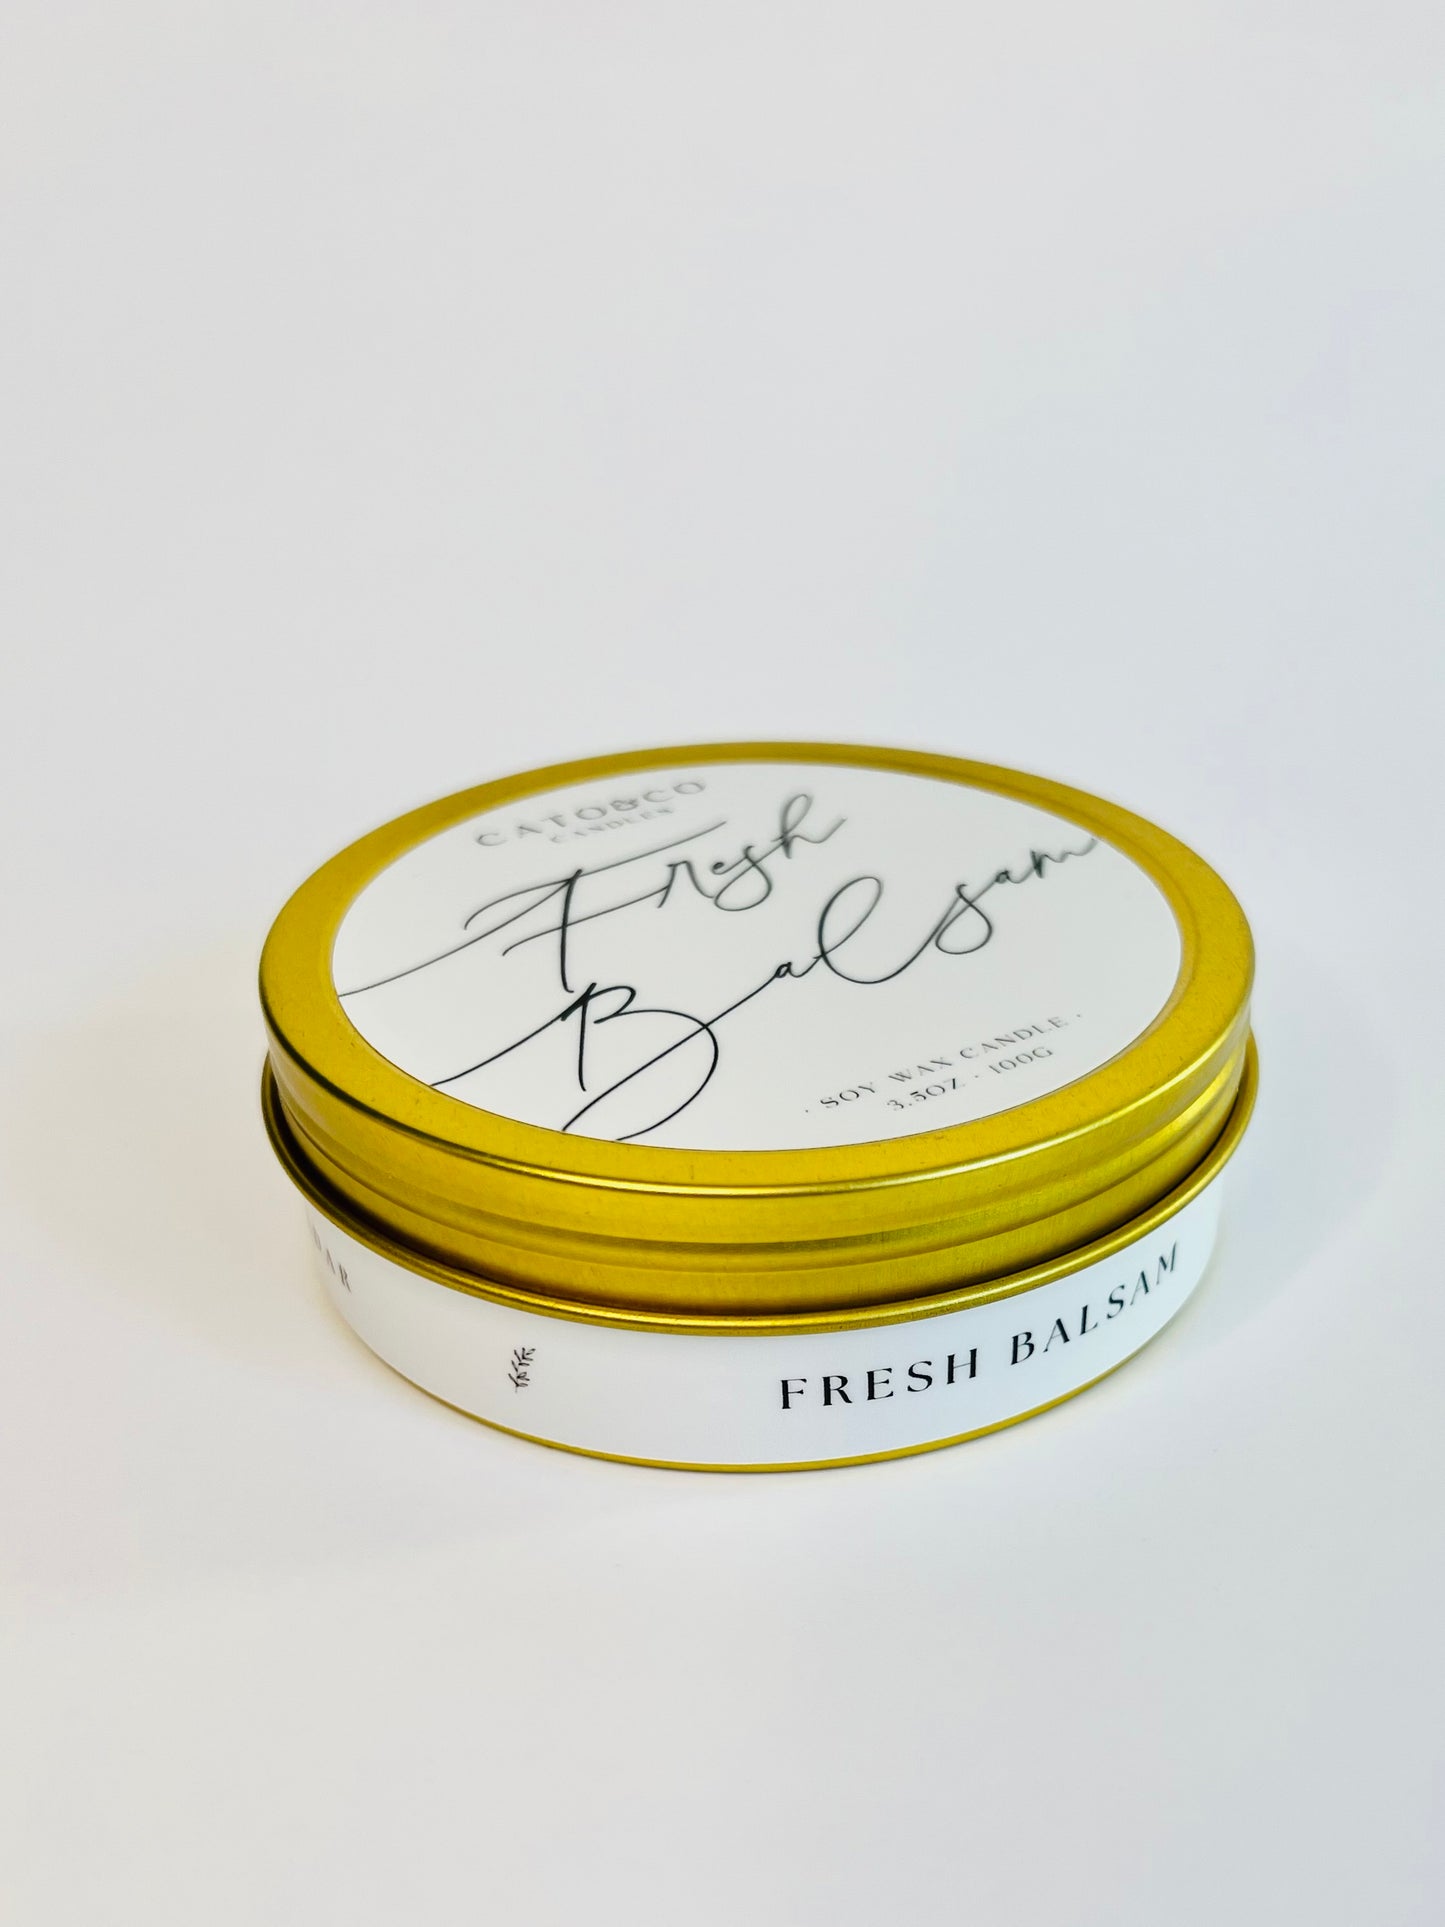 CATO&CO
CANDLES
Fresh
Balsam
. SOY WAX CANDLE .
3.5OZ · 100G
FRESH BALSAM